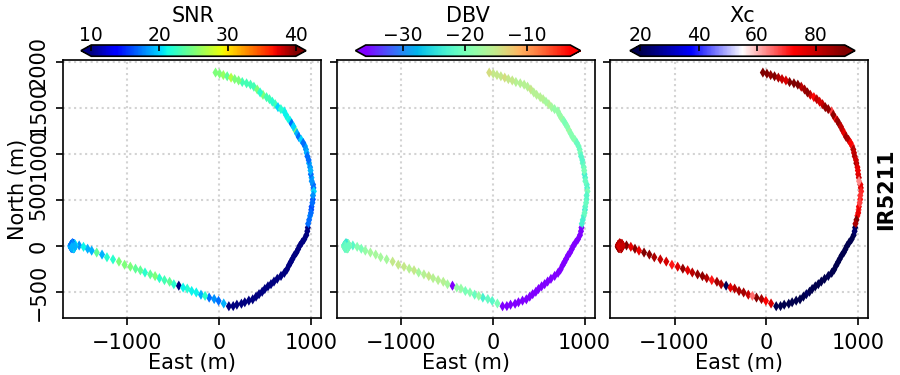 SNR
DBV
Xc
10 20 30 40
−30 −20 −10
20 40 60 80
2000
1500
1000
500
0
−500
North (m)
IR5211
−1000 0 1000
−1000 0 1000
−1000 0 1000
East (m)
East (m)
East (m)